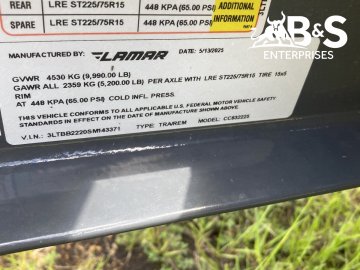 REAR LRE ST225/75R15 448 KPA (65.00 PSI)
SPARE LRE ST225/75R15 448 KPA (65.00 PSI)
ADDITIONAL
INFORMATION
B&S
ENTERPRISES
MANUFACTURED BY: LAMAR DATE: 5/13/2025
GVWR 4530 KG (9,990.00 LB)
GAWR ALL 2359 KG (5,200.00 LB) PER AXLE WITH LRE ST225/75R15 TIRE 15x6
RIM
AT 448 KPA (65.00 PSI) COLD INFL. PRESS.
THIS VEHICLE CONFORMS TO ALL APPLICABLE U.S. FEDERAL MOTOR VEHICLE SAFETY
STANDARDS IN EFFECT ON THE DATE OF MANUFACTURE SHOWN ABOVE.
V.I.N.: 3LTBB2220SM143371 TYPE: TRA/REM MODEL: CC832225